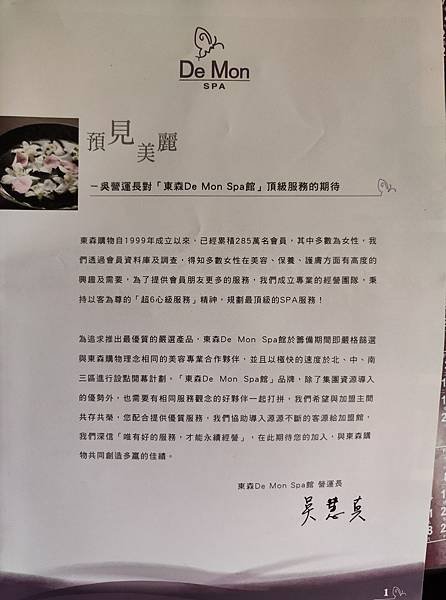 De Mon
SPA
預見美麗
－吳營運長對「東森De Mon Spa館」頂級服務的期待
東森購物自1999年成立以來，已經累積285萬名會員，其中多數為女性，我
們透過會員資料庫及調查，得知多數女性在美容、保養、護膚方面有高度的
興趣及需要，為了提供會員朋友更多的服務，我們成立專業的經營團隊，秉
持以客為尊的「超6心級服務」精神，規劃最頂級的SPA服務！
為追求推出最優質的嚴選產品，東森De Mon Spa館於籌備期間即嚴格篩選
與東森購物理念相同的美容專業合作夥伴，並且以極快的速度於北、中、南
三區進行設點開幕計劃。「東森De Mon Spa館」品牌，除了集團資源導入
的優勢外，也需要有相同服務觀念的好夥伴一起打拼，我們希望與加盟主間
共存共榮，您配合提供優質服務，我們協助導入源源不斷的客源給加盟館，
我們深信「唯有好的服務，才能永續經營」，在此期待您的加入，與東森購
物共同創造多贏的佳績。
東森De Mon Spa館 營運長
吳慧真
1